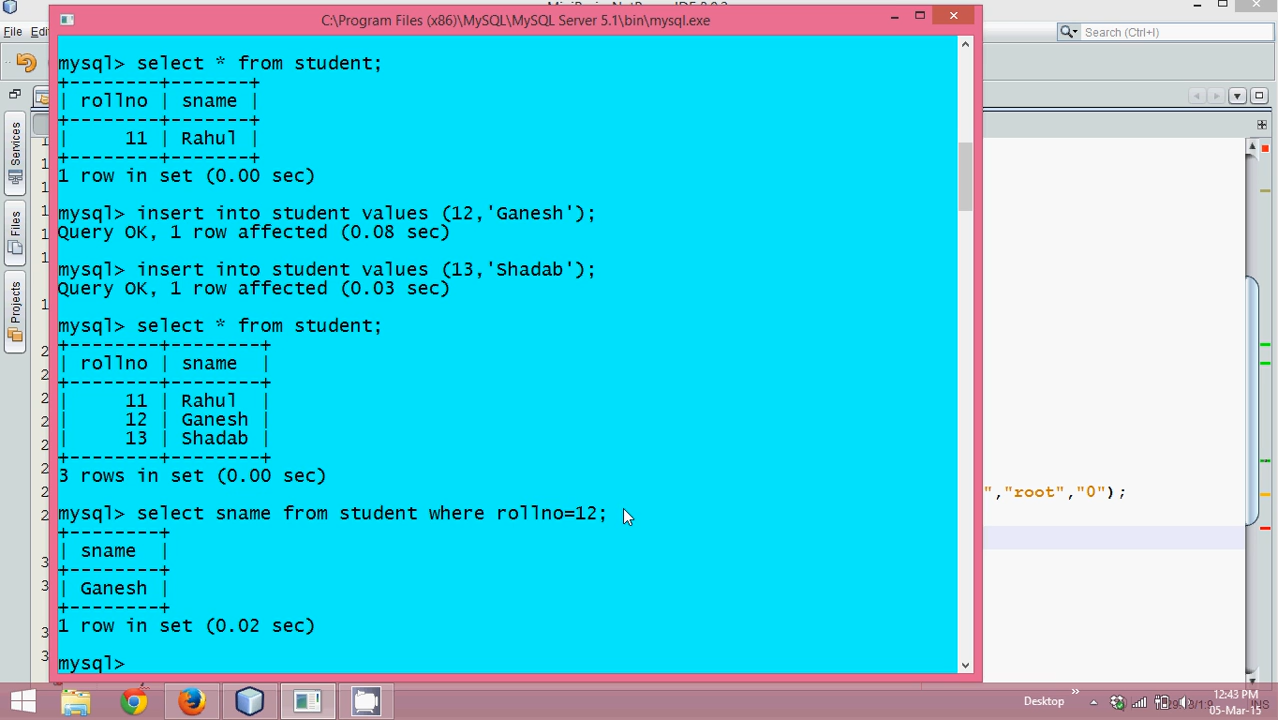 C:\Program Files (x86)\MySQL\MySQL Server 5.1\bin\mysql.exe
File
Search (Ctrl+I)
mysql> select * from student;
+--------+-------+
| rollno | sname |
+--------+-------+
|     11 | Rahul |
+--------+-------+
1 row in set (0.00 sec)
mysql> insert into student values (12,'Ganesh');
Query OK, 1 row affected (0.08 sec)
mysql> insert into student values (13,'Shadab');
Query OK, 1 row affected (0.03 sec)
mysql> select * from student;
+--------+--------+
| rollno | sname  |
+--------+--------+
|     11 | Rahul  |
|     12 | Ganesh |
|     13 | Shadab |
+--------+--------+
3 rows in set (0.00 sec)
mysql> select sname from student where rollno=12;
+--------+
| sname  |
+--------+
| Ganesh |
+--------+
1 row in set (0.02 sec)
mysql>
Services
Files
Projects
","root","0");
Desktop
12:43 PM
05-Mar-15
INS